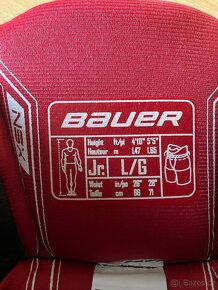 BAUER
Height ft/pi 4'10" 5'5"
Hauteur m 1.47 1.65
Jr. L/G
Waist in/po 26" 28"
Taille cm 66 71
NSX